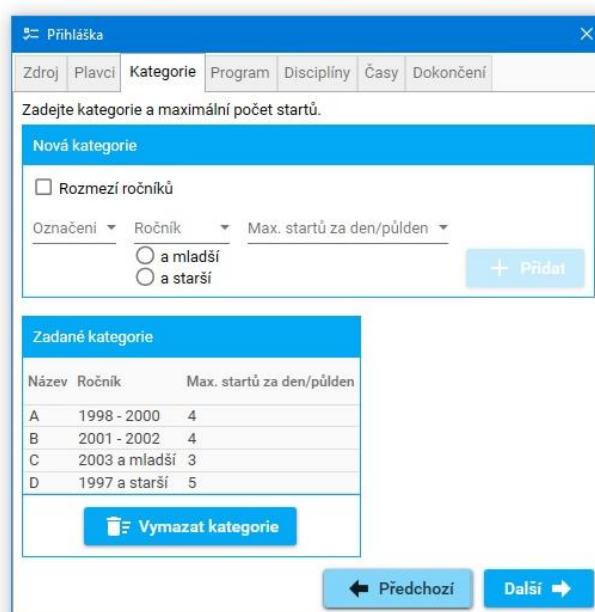 Přihláška
Zdroj Plavci Kategorie Program Disciplíny Časy Dokončení
Zadejte kategorie a maximální počet startů.
Nová kategorie
Rozmezí ročníků
Označeni Ročník Max. startů za den/půlden
a mladší
a starší
Přidat
Zadané kategorie
Název Ročník Max. startů za den/půlden
A 1998 - 2000 4
B 2001 - 2002 4
C 2003 a mladší 3
D 1997 a starší 5
Vymazat kategorie
Předchozí Další